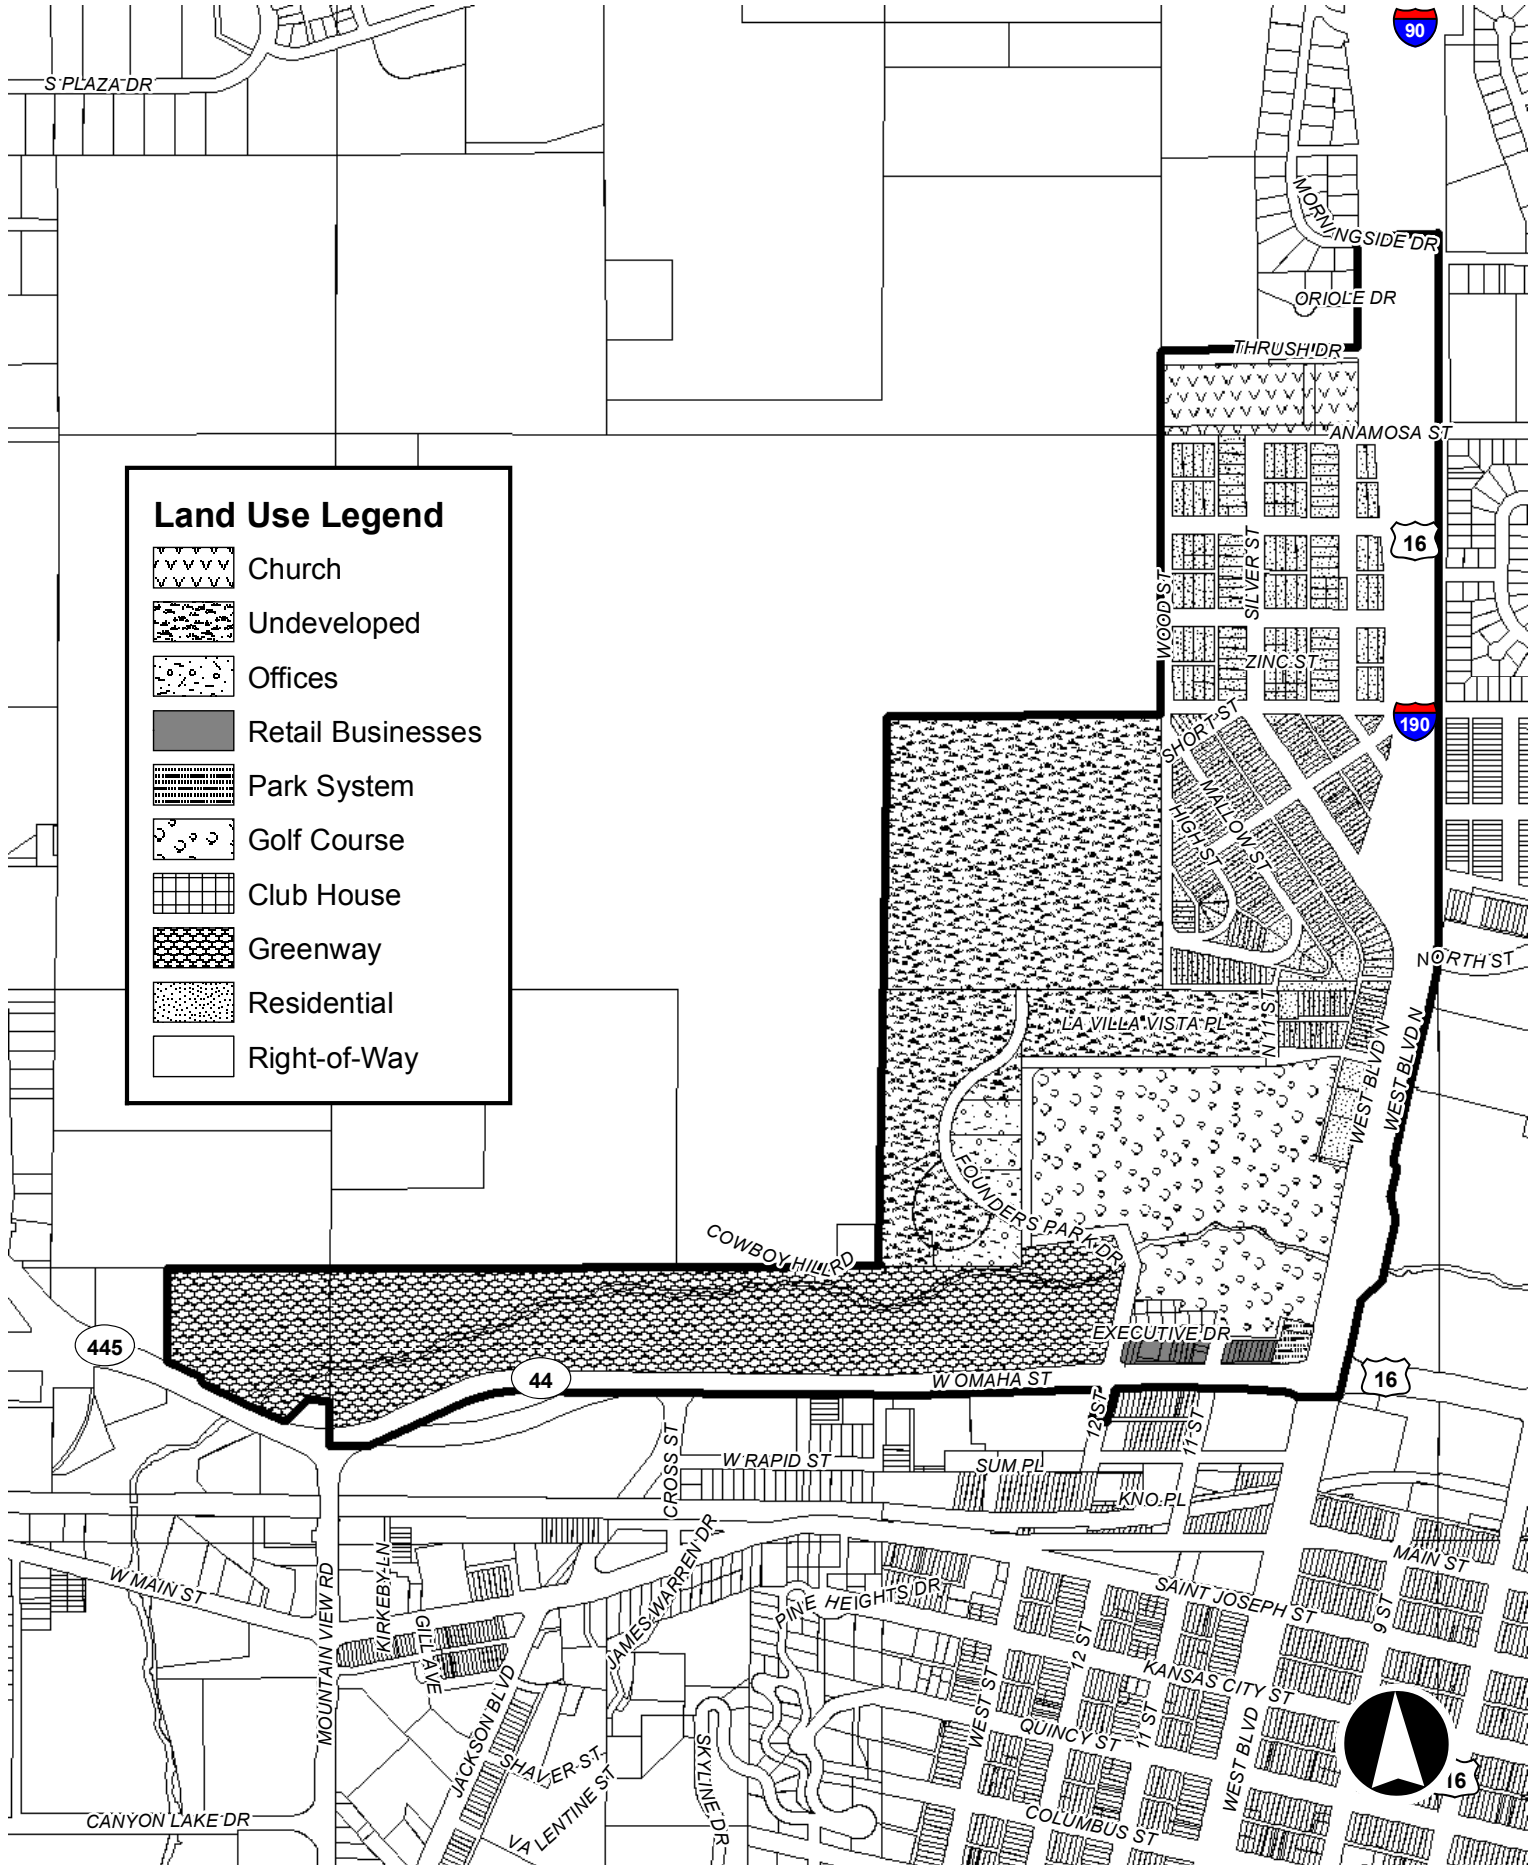 90
S PLAZA DR
MORNINGSIDE DR
ORIOLE DR
THRUSH DR
ANAMOSA ST
Land Use Legend
Church
Undeveloped
Offices
Retail Businesses
Park System
Golf Course
Club House
Greenway
Residential
Right-of-Way
16
SILVER ST
WOOD ST
ZINC ST
SHORT ST
190
MALLOW ST
HIGH ST
NORTH ST
LA VILLA VISTA PL
N 11 ST
WEST BLVD N
WEST BLVD N
FOUNDERS PARK DR
COWBOY HILL RD
EXECUTIVE DR
445
44
W OMAHA ST
16
12 ST
11 ST
CROSS ST
W RAPID ST
SUM PL
KNO PL
W MAIN ST
MOUNTAIN VIEW RD
KIRKEBY LN
GILL AVE
JAMES WARREN DR
PINE HEIGHTS DR
MAIN ST
SAINT JOSEPH ST
9 ST
12 ST
KANSAS CITY ST
WEST ST
QUINCY ST
11 ST
WEST BLVD
JACKSON BLVD
SHAVER ST
VALENTINE ST
SKYLINE DR
COLUMBUS ST
CANYON LAKE DR
16